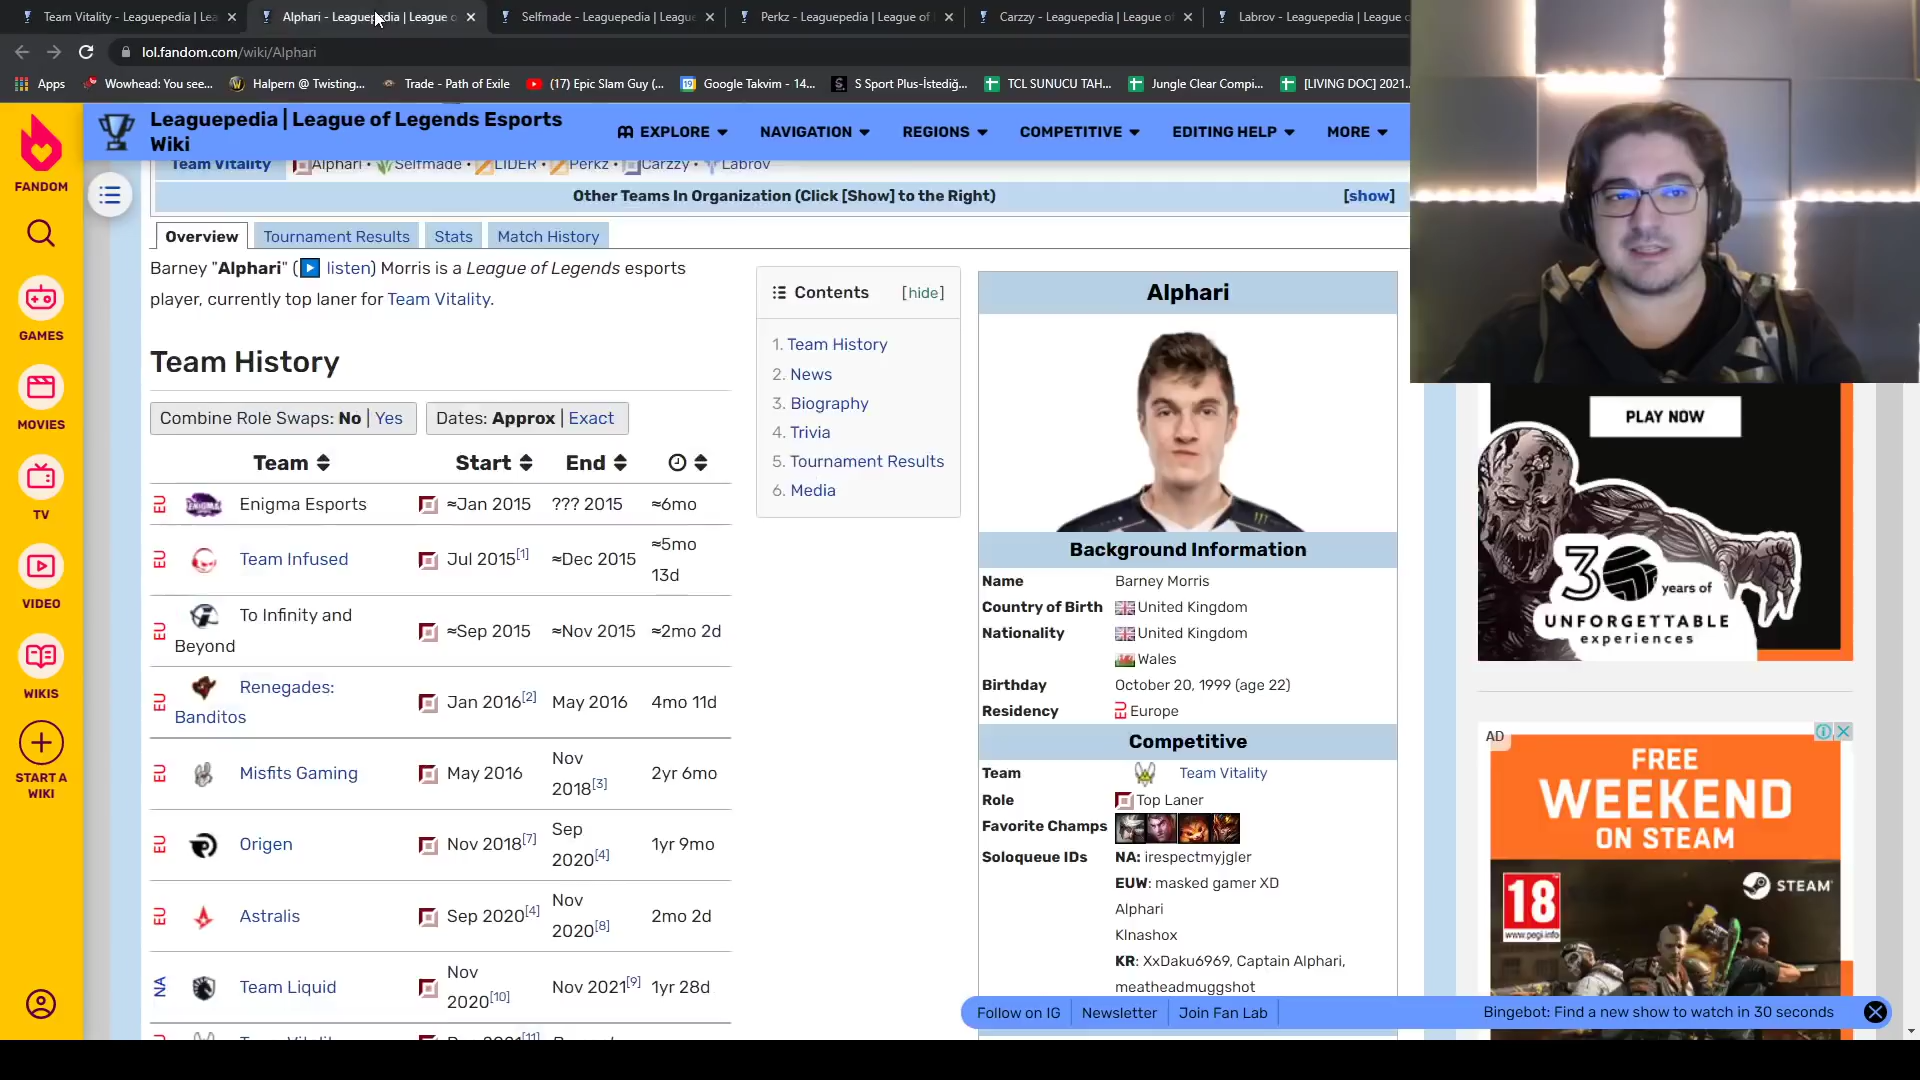 Team Vitality - Leaguepedia | Lea
Alphari - Leaguepedia | League o
Selfmade - Leaguepedia | League
Perkz - Leaguepedia | League of
Carzzy - Leaguepedia | League of
Labrov - Leaguepedia | League o
lol.fandom.com/wiki/Alphari
Apps
Wowhead: You see...
Halpern @ Twisting...
Trade - Path of Exile
(17) Epic Slam Guy (...
Google Takvim - 14...
S Sport Plus-İstediğ...
TCL SUNUCU TAH...
Jungle Clear Compi...
[LIVING DOC] 2021...
Leaguepedia | League of Legends Esports
Wiki
EXPLORE
NAVIGATION
REGIONS
COMPETITIVE
EDITING HELP
MORE
FANDOM
GAMES
MOVIES
TV
VIDEO
WIKIS
START A
WIKI
Team Vitality
Alphari • Selfmade • LIDER • Perkz • Carzzy • Labrov
Other Teams In Organization (Click [Show] to the Right)
[show]
Overview
Tournament Results
Stats
Match History
Barney "Alphari" ( listen) Morris is a League of Legends esports
player, currently top laner for Team Vitality.
Team History
Combine Role Swaps: No | Yes
Dates: Approx | Exact
Team Start End
EU Enigma Esports ≈Jan 2015 ??? 2015 ≈6mo
EU Team Infused Jul 2015[1] ≈Dec 2015 ≈5mo
13d
EU To Infinity and
Beyond ≈Sep 2015 ≈Nov 2015 ≈2mo 2d
EU Renegades:
Banditos Jan 2016[2] May 2016 4mo 11d
EU Misfits Gaming May 2016 Nov
2018[3] 2yr 6mo
EU Origen Nov 2018[7] Sep
2020[4] 1yr 9mo
EU Astralis Sep 2020[4] Nov
2020[8] 2mo 2d
NA Team Liquid Nov
2020[10] Nov 2021[9] 1yr 28d
Contents [hide]
1. Team History
2. News
3. Biography
4. Trivia
5. Tournament Results
6. Media
Alphari
Background Information
Name Barney Morris
Country of Birth United Kingdom
Nationality United Kingdom
Wales
Birthday October 20, 1999 (age 22)
Residency EU Europe
Competitive
Team Team Vitality
Role Top Laner
Favorite Champs
Soloqueue IDs NA: irespectmyjgler
EUW: masked gamer XD
Alphari
Klnashox
KR: XxDaku6969, Captain Alphari,
meatheadmuggshot
Follow on IG
Newsletter
Join Fan Lab
Bingebot: Find a new show to watch in 30 seconds
PLAY NOW
30 years of
UNFORGETTABLE
experiences
AD
FREE
WEEKEND
ON STEAM
STEAM
18
www.pegi.info